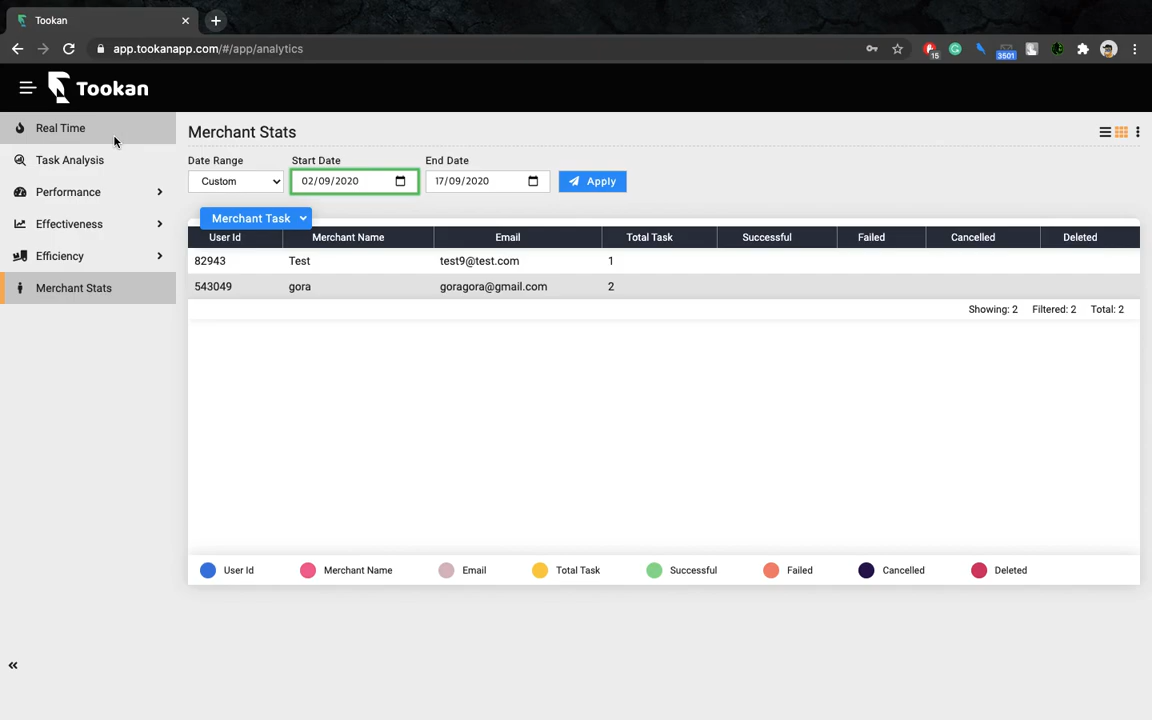 Tookan
app.tookanapp.com/#/app/analytics
15
3501
Tookan
Real Time
Task Analysis
Performance
Effectiveness
Efficiency
Merchant Stats
Merchant Stats
Date Range Start Date End Date
Custom 02/09/2020 17/09/2020 Apply
Merchant Task
User Id Merchant Name Email Total Task Successful Failed Cancelled Deleted
82943 Test test9@test.com 1
543049 gora goragora@gmail.com 2
Showing: 2 Filtered: 2 Total: 2
User Id Merchant Name Email Total Task Successful Failed Cancelled Deleted